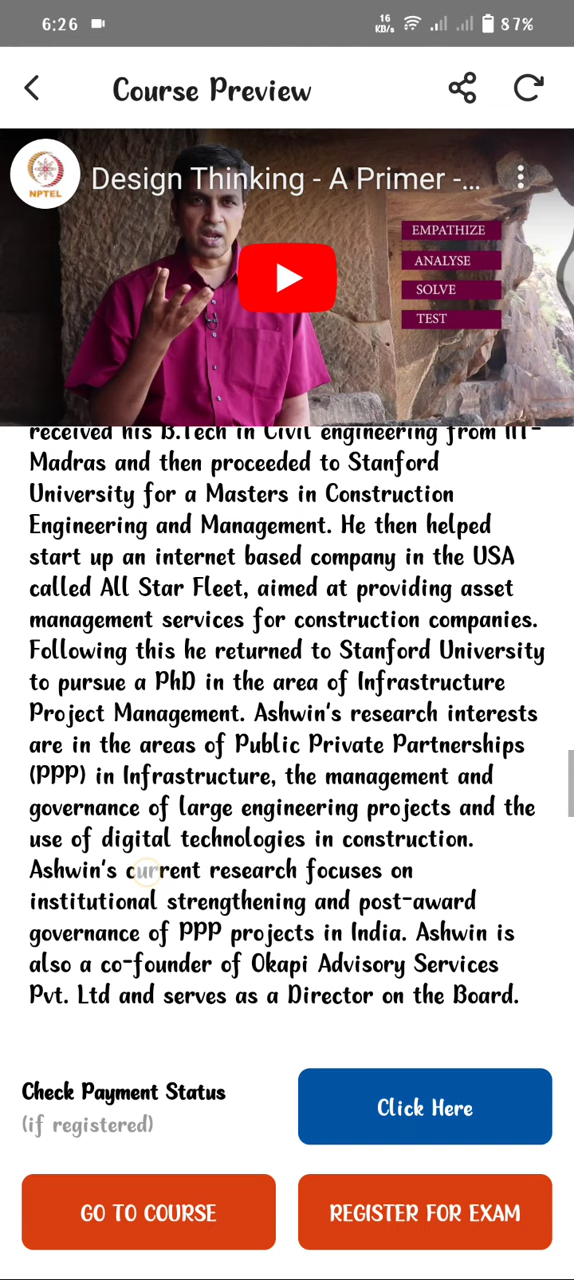 6:26
16 KB/s
87%
Course Preview
NPTEL
Design Thinking - A Primer -...
EMPATHIZE
ANALYSE
SOLVE
TEST
received his B.Tech in Civil engineering from IIT-
Madras and then proceeded to Stanford
University for a Masters in Construction
Engineering and Management. He then helped
start up an internet based company in the USA
called All Star Fleet, aimed at providing asset
management services for construction companies.
Following this he returned to Stanford University
to pursue a PhD in the area of Infrastructure
Project Management. Ashwin's research interests
are in the areas of Public Private Partnerships
(PPP) in Infrastructure, the management and
governance of large engineering projects and the
use of digital technologies in construction.
Ashwin's current research focuses on
institutional strengthening and post-award
governance of PPP projects in India. Ashwin is
also a co-founder of Okapi Advisory Services
Pvt. Ltd and serves as a Director on the Board.
Check Payment Status
(if registered)
Click Here
GO TO COURSE
REGISTER FOR EXAM